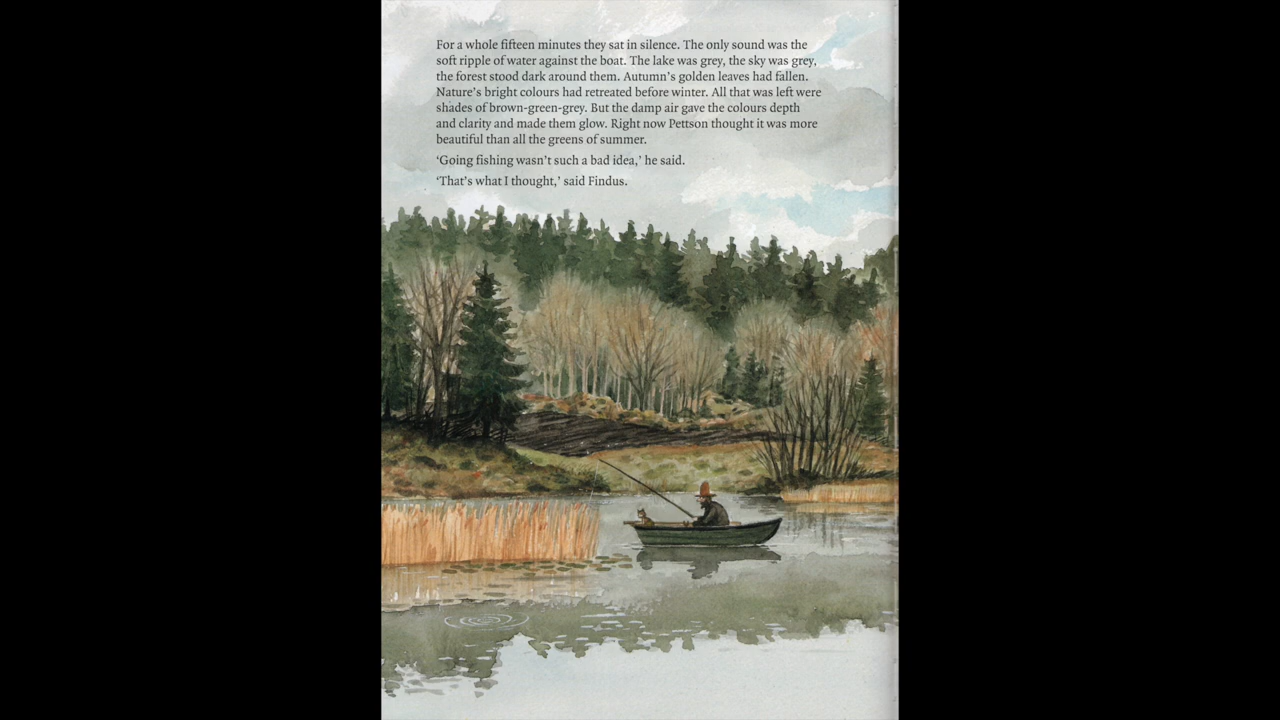 For a whole fifteen minutes they sat in silence. The only sound was the
soft ripple of water against the boat. The lake was grey, the sky was grey,
the forest stood dark around them. Autumn’s golden leaves had fallen.
Nature’s bright colours had retreated before winter. All that was left were
shades of brown-green-grey. But the damp air gave the colours depth
and clarity and made them glow. Right now Pettson thought it was more
beautiful than all the greens of summer.
‘Going fishing wasn’t such a bad idea,’ he said.
‘That’s what I thought,’ said Findus.